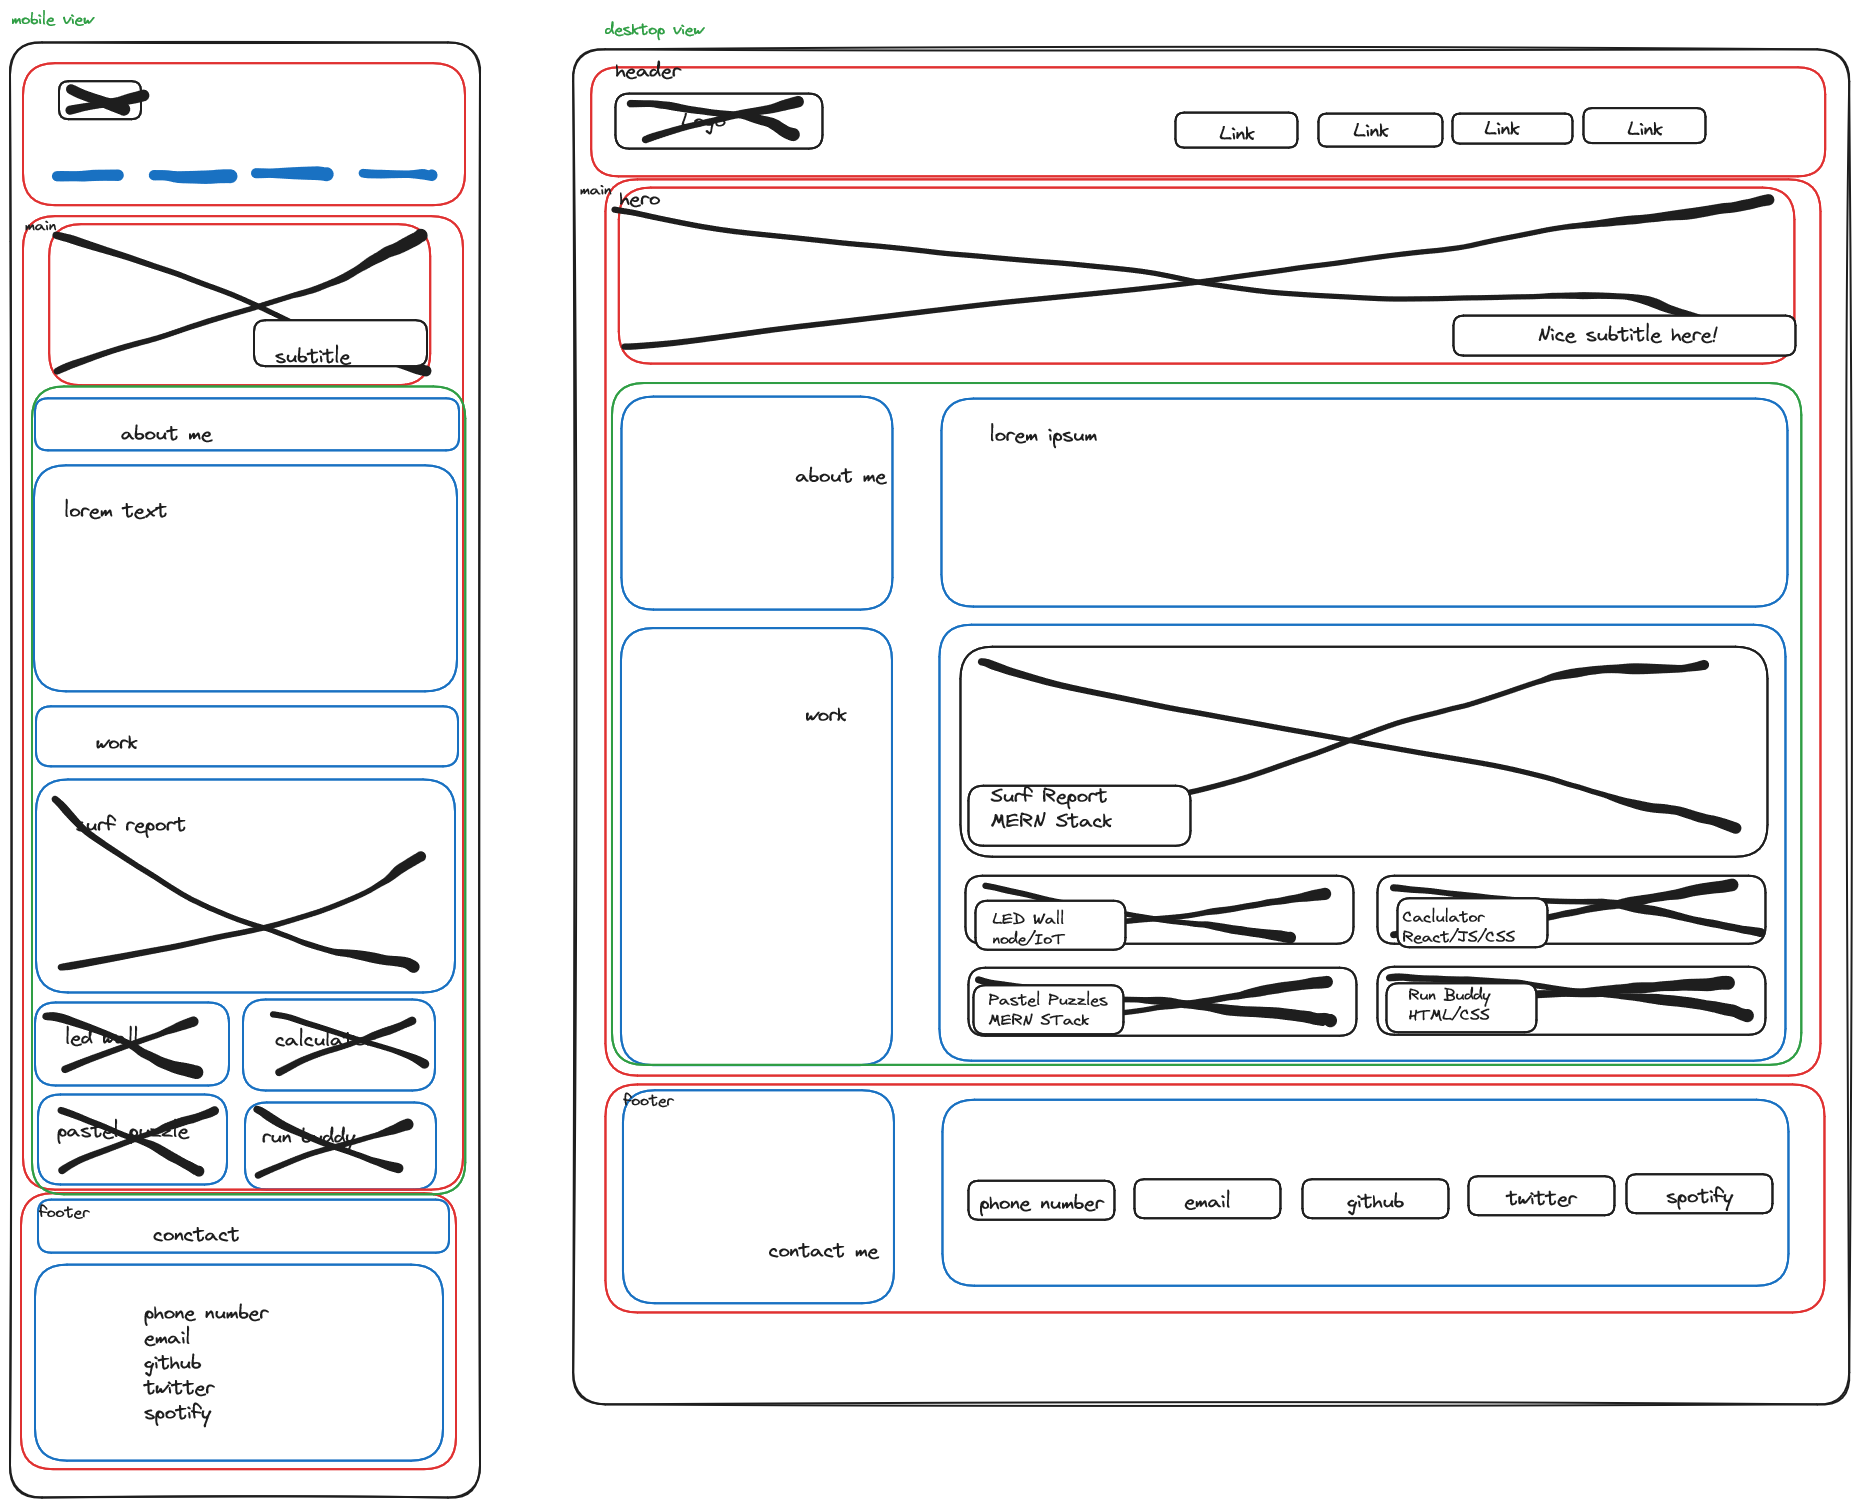 mobile view
main
subtitle
about me
lorem text
work
surf report
led wall
calculator
pastel puzzle
run buddy
footer
conctact
phone number
email
github
twitter
spotify
desktop view
header
Logo
Link
Link
Link
Link
main
hero
Nice subtitle here!
about me
lorem ipsum
work
Surf Report
MERN Stack
LED Wall
node/IoT
Caclulator
React/JS/CSS
Pastel Puzzles
MERN STack
Run Buddy
HTML/CSS
footer
contact me
phone number
email
github
twitter
spotify